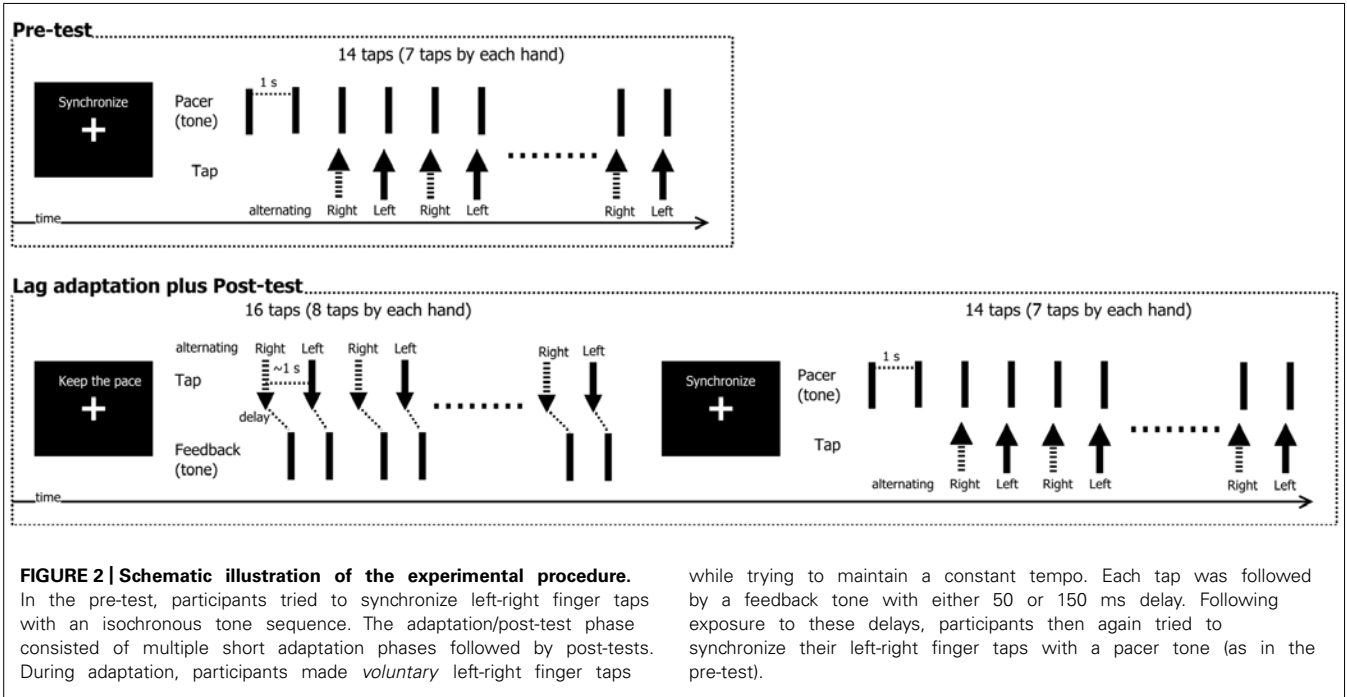 Pre-test
14 taps (7 taps by each hand)
Synchronize
Pacer
(tone)
1 s
Tap
alternating Right Left Right Left Right Left
time
Lag adaptation plus Post-test
16 taps (8 taps by each hand)
14 taps (7 taps by each hand)
Keep the pace
alternating Right Left Right Left Right Left
Tap
~1 s
delay
Feedback
(tone)
Synchronize
Pacer
(tone)
1 s
Tap
alternating Right Left Right Left Right Left
time
FIGURE 2 | Schematic illustration of the experimental procedure.
In the pre-test, participants tried to synchronize left-right finger taps
with an isochronous tone sequence. The adaptation/post-test phase
consisted of multiple short adaptation phases followed by post-tests.
During adaptation, participants made voluntary left-right finger taps
while trying to maintain a constant tempo. Each tap was followed
by a feedback tone with either 50 or 150 ms delay. Following
exposure to these delays, participants then again tried to
synchronize their left-right finger taps with a pacer tone (as in the
pre-test).